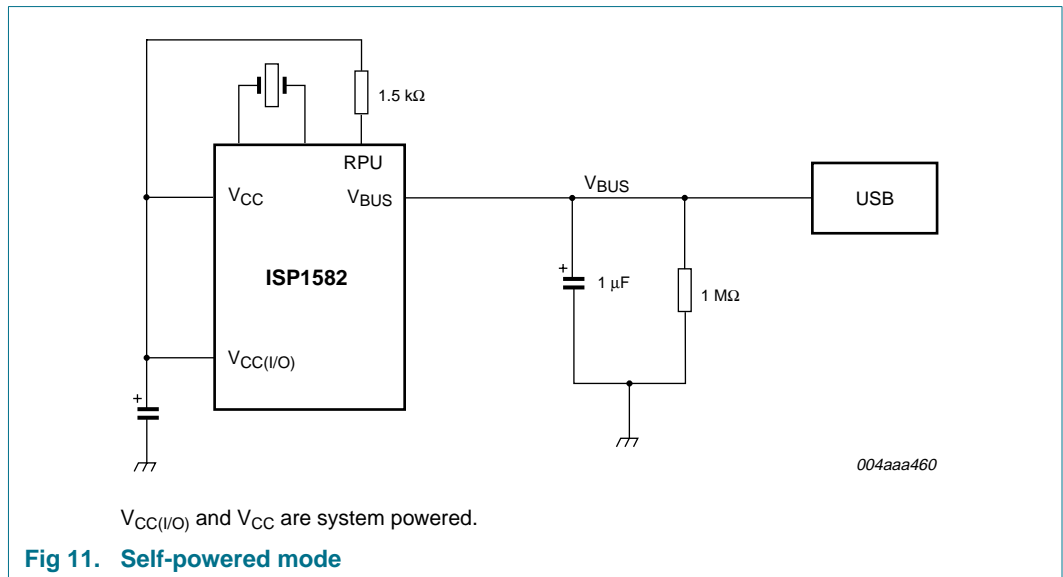 1.5 kΩ
RPU
VCC
VBUS
VBUS
USB
ISP1582
1 μF
1 MΩ
VCC(I/O)
+
+
004aaa460
VCC(I/O) and VCC are system powered.
Fig 11. Self-powered mode